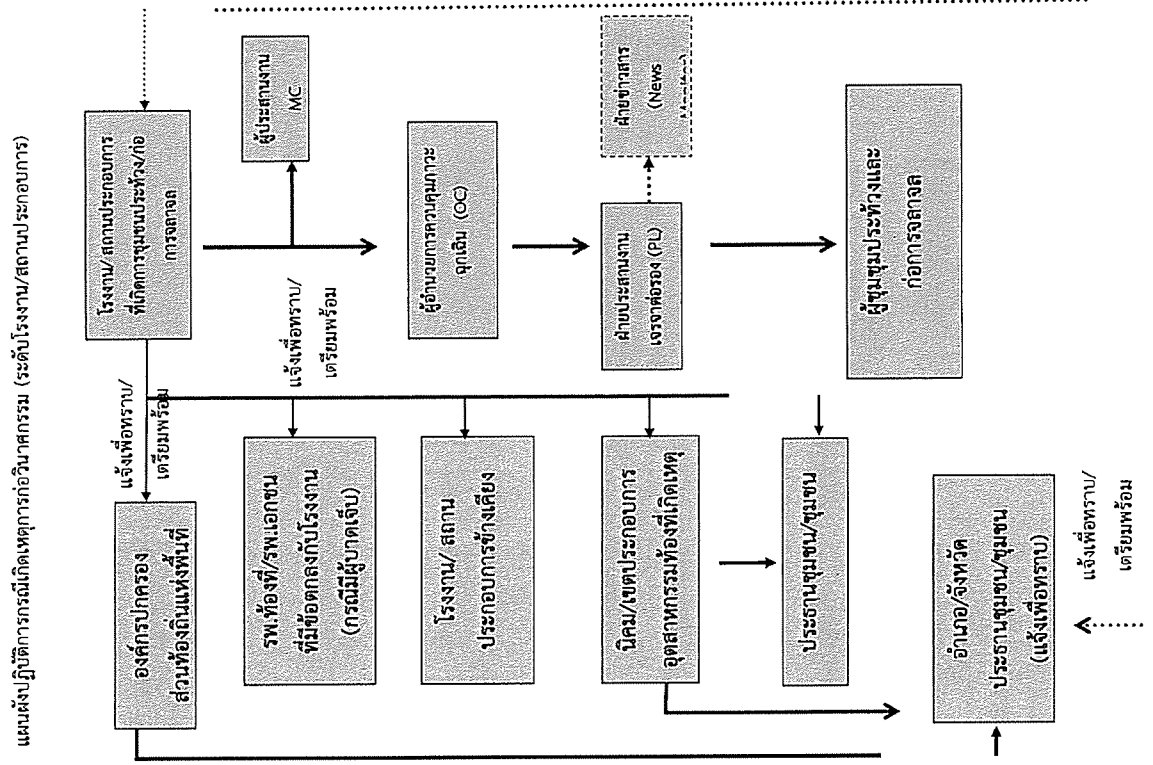 แผนผังปฏิบัติการกรณีเกิดเหตุการก่อวินาศกรรม (ระดับโรงงาน/สถานประกอบการ)
โรงงาน/สถานประกอบการ
ที่เกิดการชุมชนประท้วง/ก่อ
การจลาจล
ผู้ประสานงาน
MC
ผู้อำนวยการควบคุมภาวะ
ฉุกเฉิน (OC)
ฝ่ายประสานงาน
เจรจาต่อรอง (PL)
ฝ่ายข่าวสาร
(News
ผู้ชุมชุมประท้วงและ
ก่อการจลาจล
แจ้งเพื่อทราบ/
เตรียมพร้อม
แจ้งเพื่อทราบ/
เตรียมพร้อม
องค์กรปกครอง
ส่วนท้องถิ่นแห่งพื้นที่
รพ.ท้องที่/รพ.เอกชน
ที่มีข้อตกลงกับโรงงาน
(กรณีมีผู้บาดเจ็บ)
โรงงาน/ สถาน
ประกอบการข้างเคียง
นิคม/เขตประกอบการ
อุตสาหกรรมท้องที่เกิดเหตุ
ประธานชุมชน/ชุมชน
อำเภอ/จังหวัด
ประธานชุมชน/ชุมชน
(แจ้งเพื่อทราบ)
แจ้งเพื่อทราบ/
เตรียมพร้อม